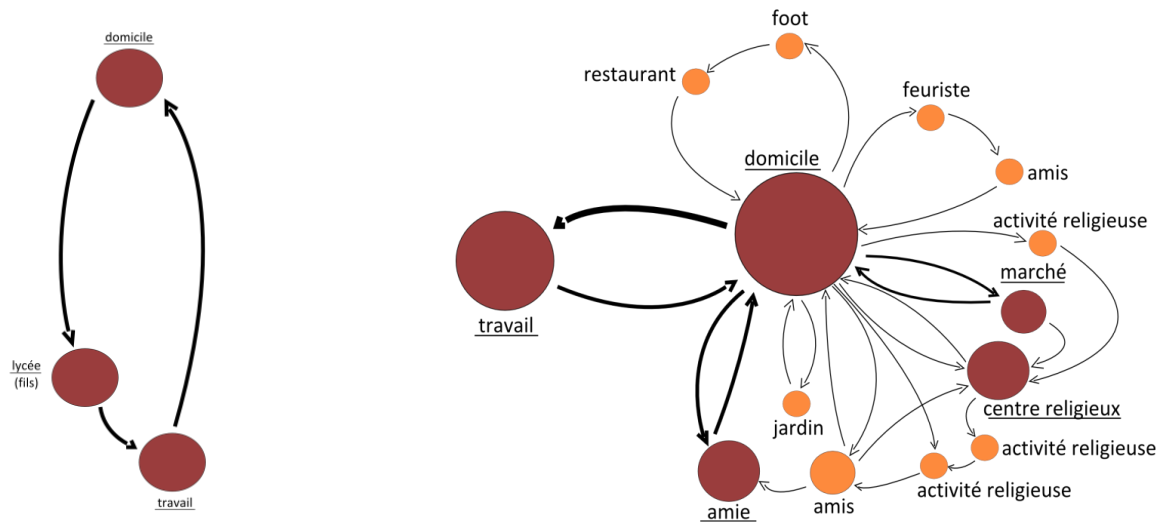 domicile
lycée
(fils)
travail
foot
restaurant
feuriste
domicile
amis
activité religieuse
marché
travail
centre religieux
jardin
activité religieuse
activité religieuse
amis
amie